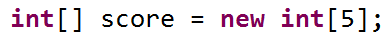 int[] score = new int[5];